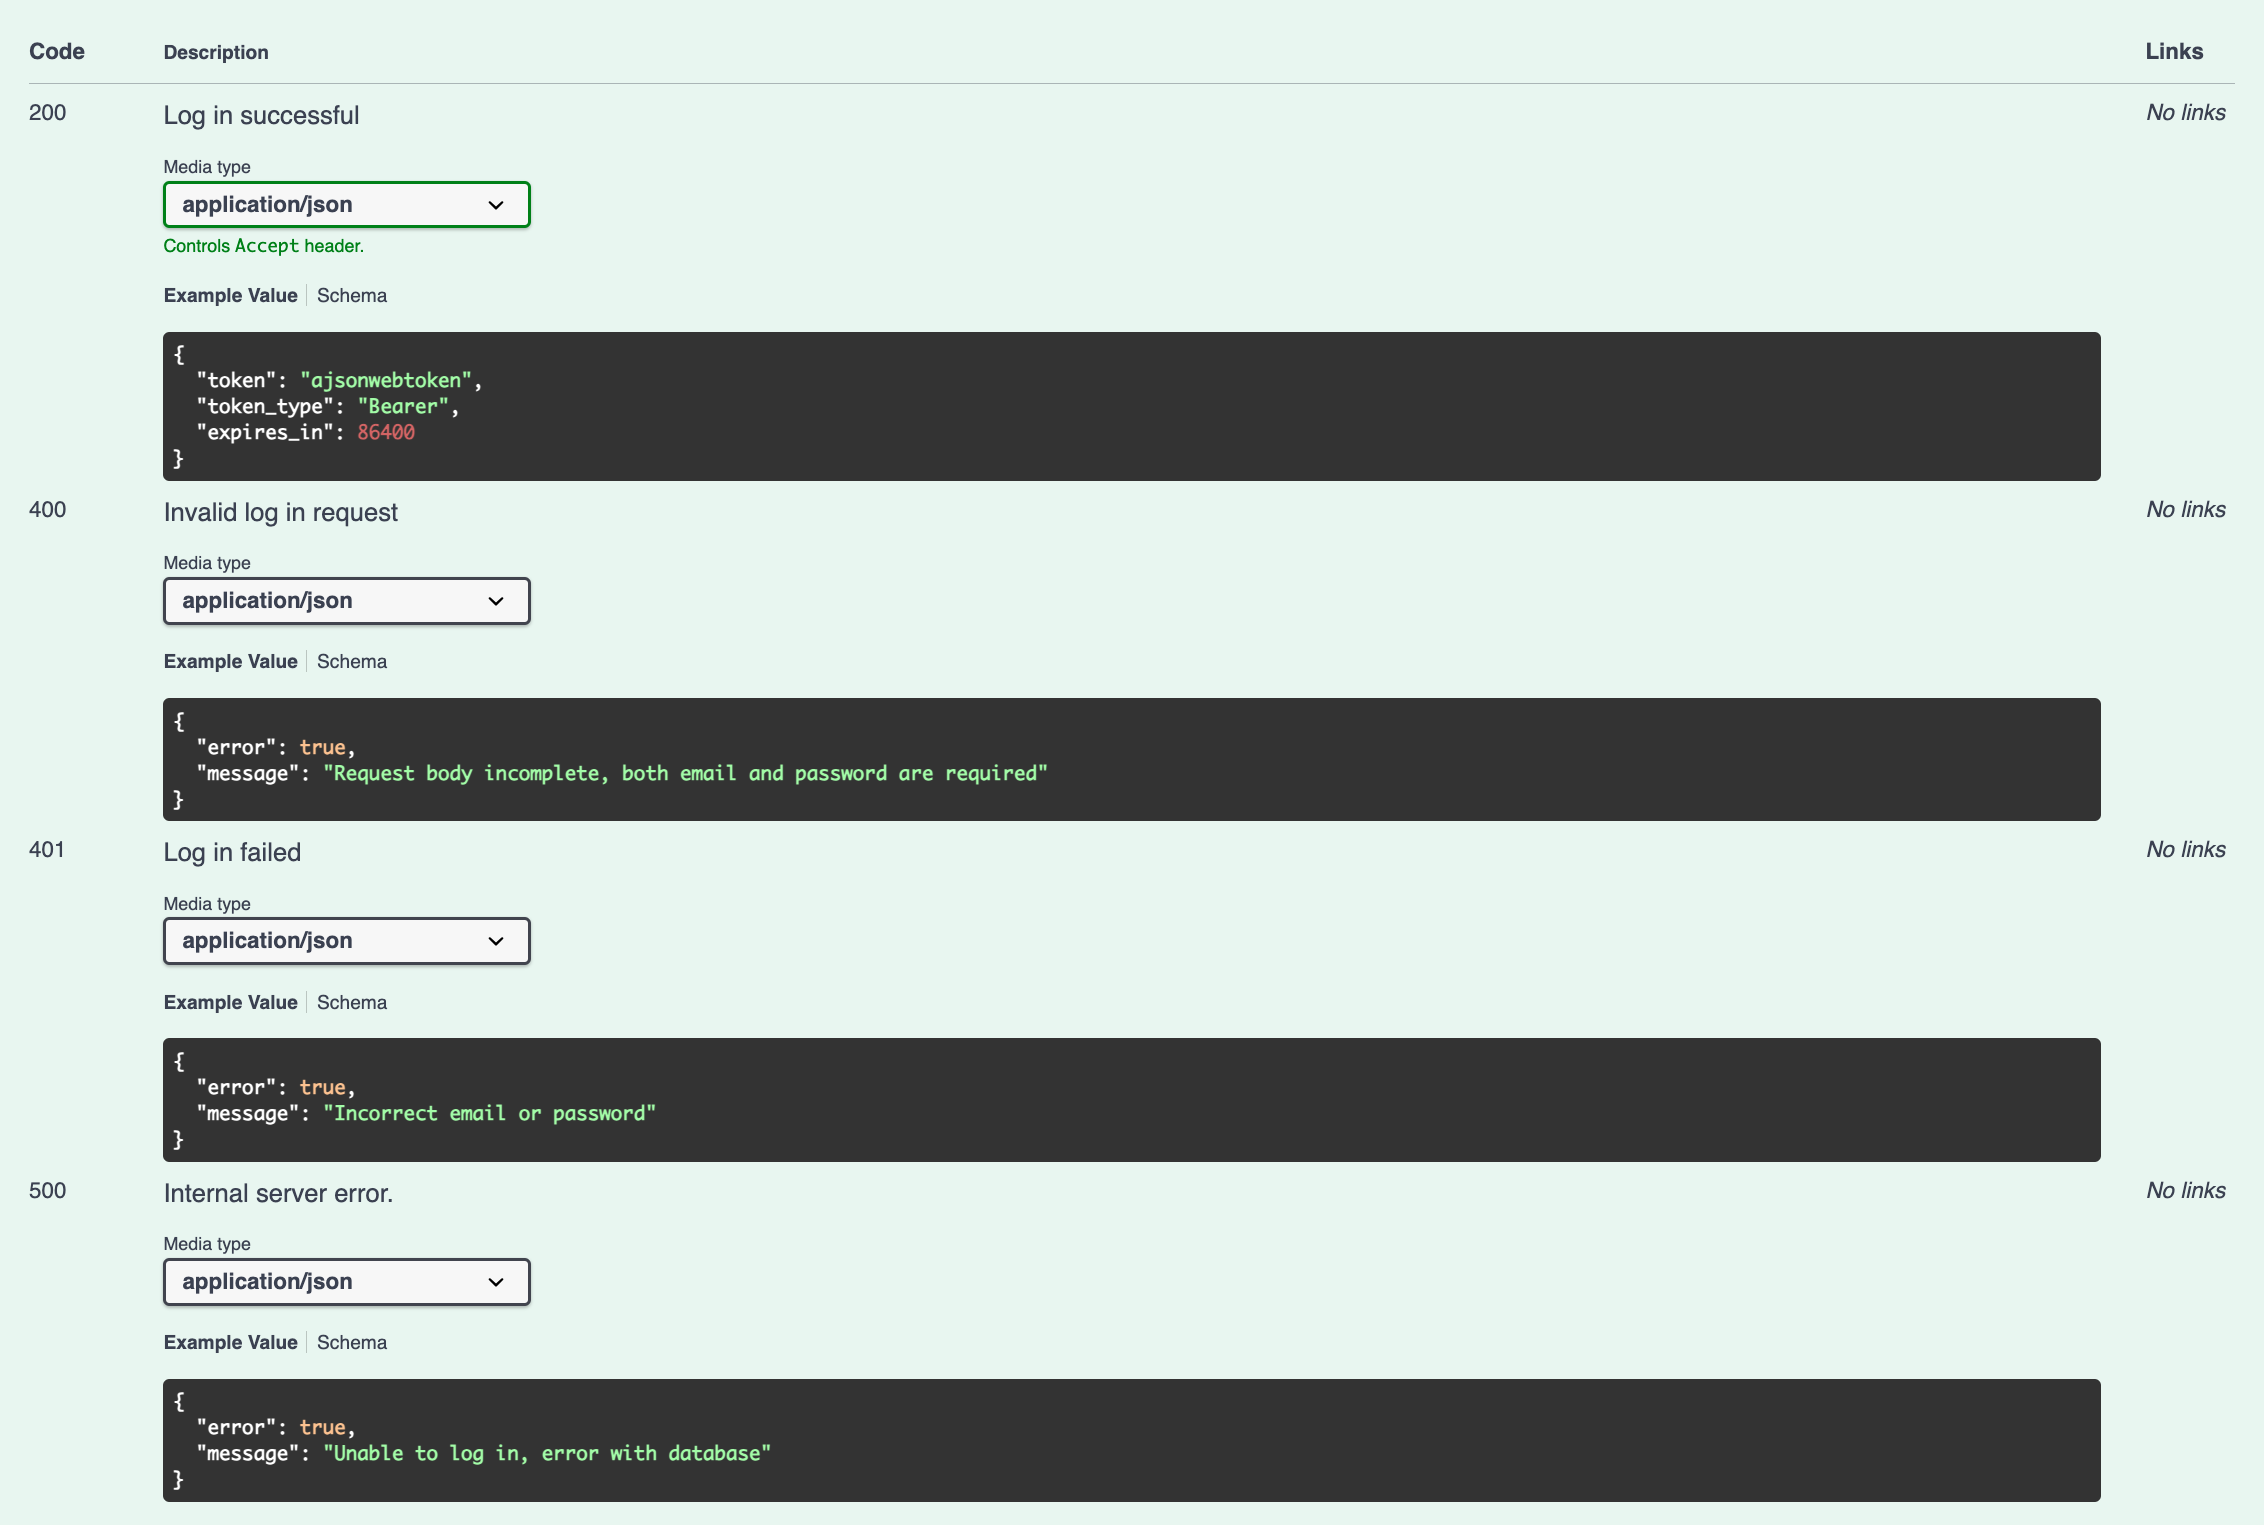 Code Description Links
200 Log in successful No links
Media type
application/json
Controls Accept header.
Example Value Schema
{
  "token": "ajsonwebtoken",
  "token_type": "Bearer",
  "expires_in": 86400
}
400 Invalid log in request No links
Media type
application/json
Example Value Schema
{
  "error": true,
  "message": "Request body incomplete, both email and password are required"
}
401 Log in failed No links
Media type
application/json
Example Value Schema
{
  "error": true,
  "message": "Incorrect email or password"
}
500 Internal server error. No links
Media type
application/json
Example Value Schema
{
  "error": true,
  "message": "Unable to log in, error with database"
}